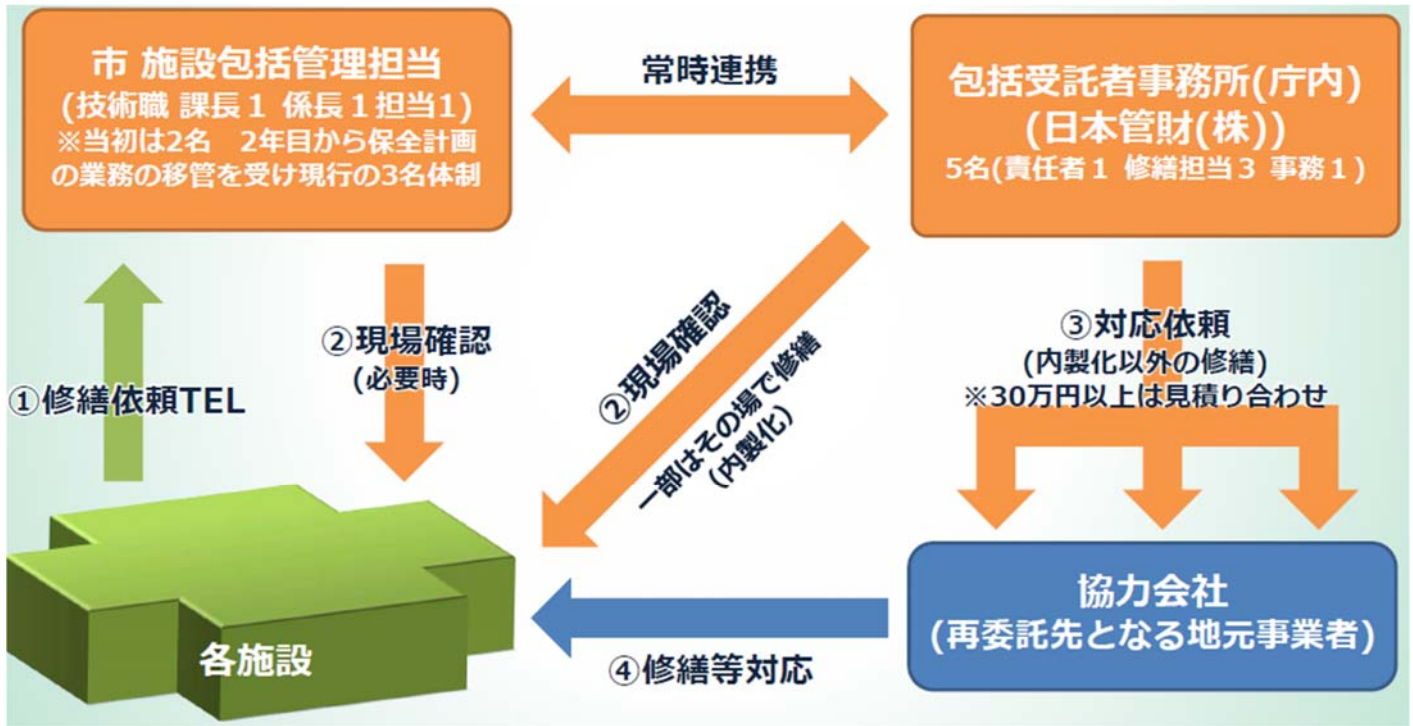 市 施設包括管理担当
(技術職 課長１ 係長１担当1)
※当初は2名　2年目から保全計画
の業務の移管を受け現行の3名体制
常時連携
包括受託者事務所(庁内)
(日本管財(株))
5名(責任者１ 修繕担当３ 事務１)
①修繕依頼TEL
②現場確認
(必要時)
②現場確認
一部はその場で修繕
(内製化)
③対応依頼
(内製化以外の修繕)
※30万円以上は見積り合わせ
各施設
④修繕等対応
協力会社
(再委託先となる地元事業者)